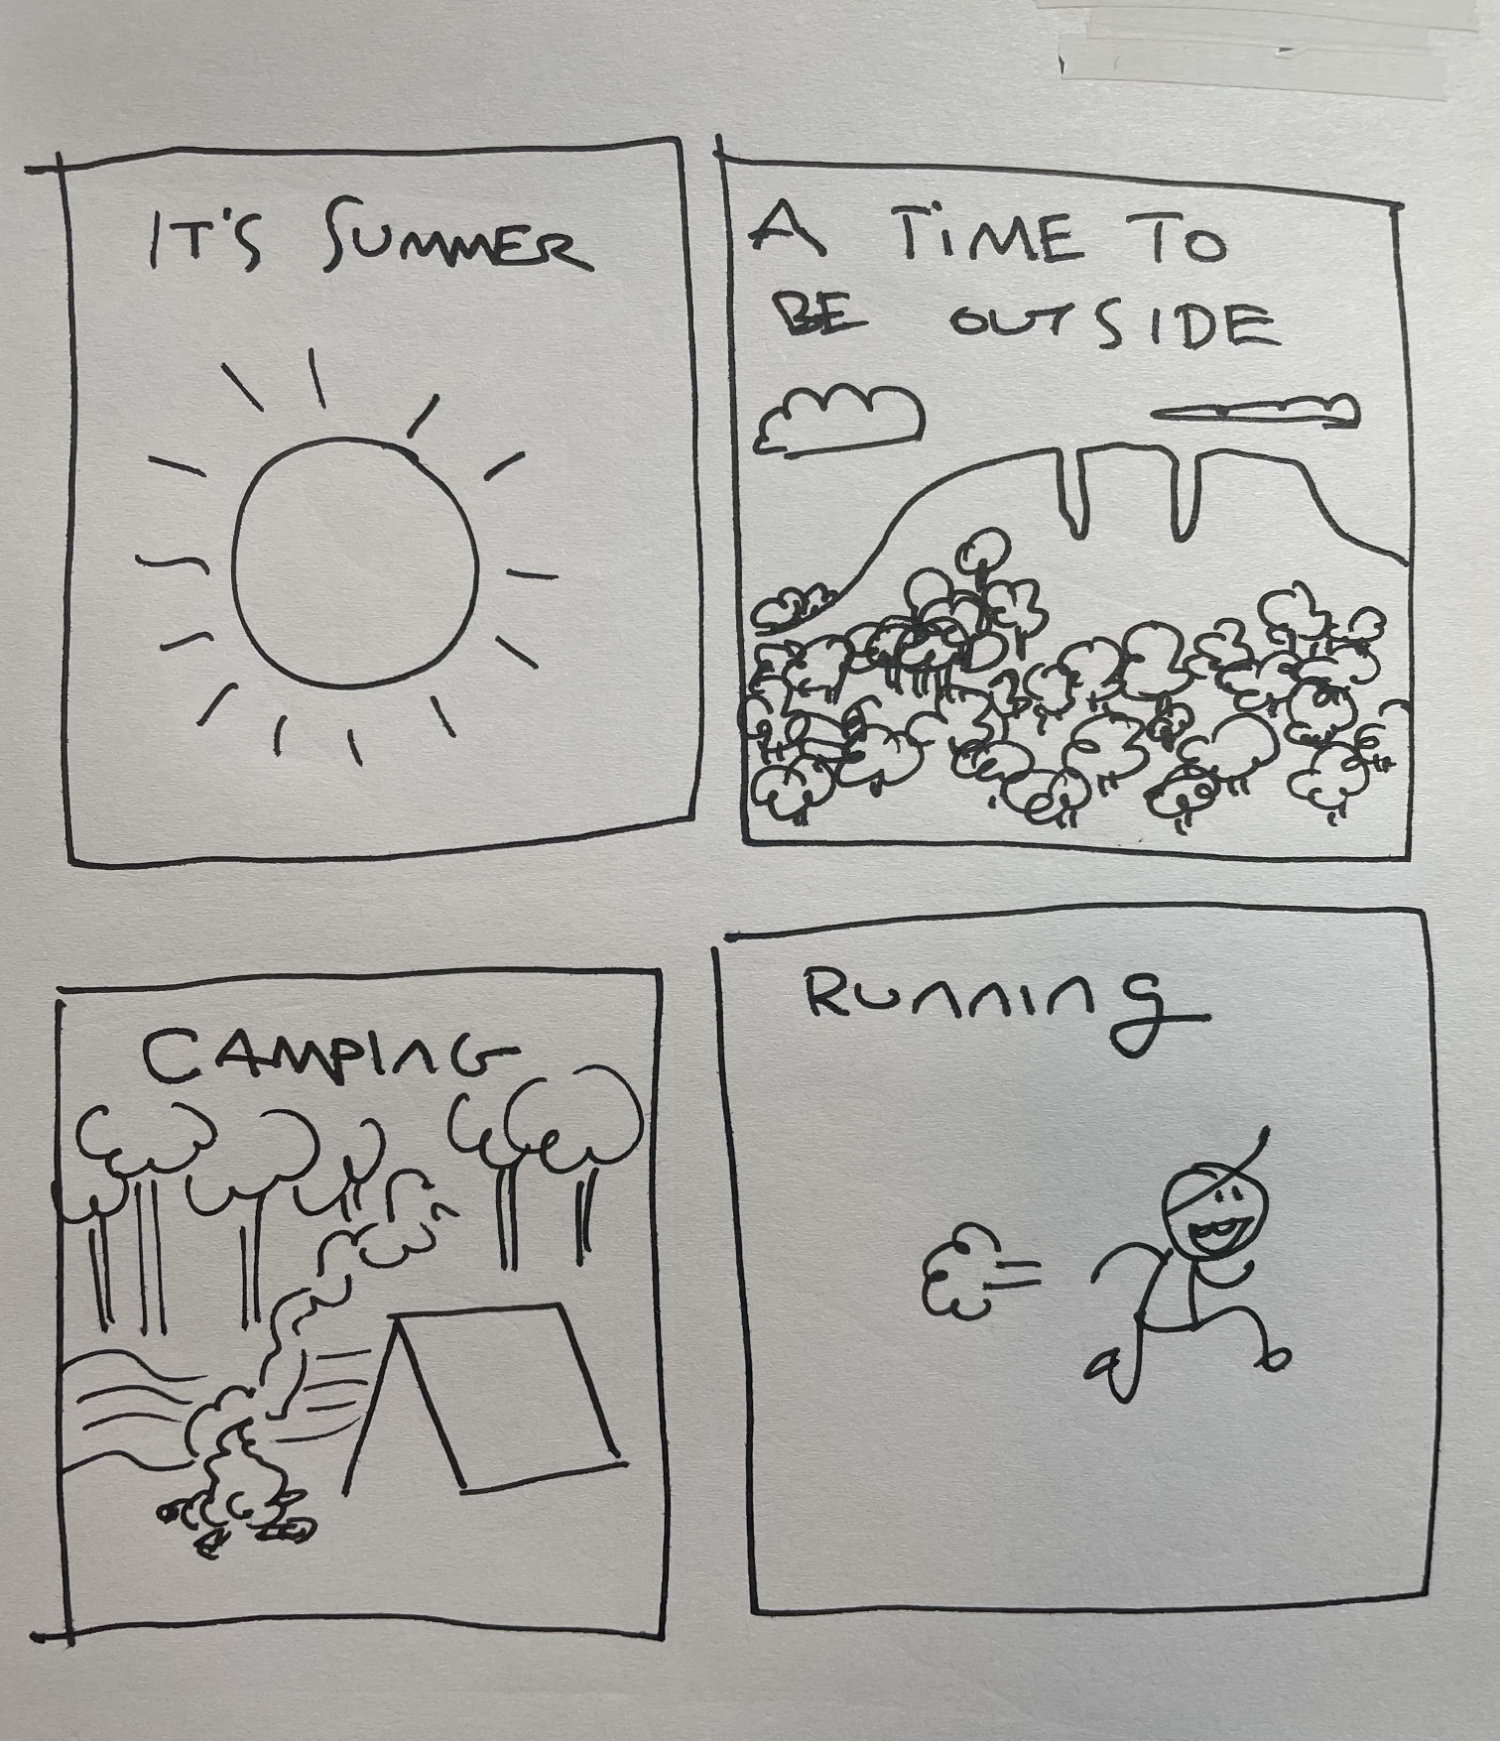 IT'S SUMMER
A TIME TO
BE OUTSIDE
CAMPING
RUNNING